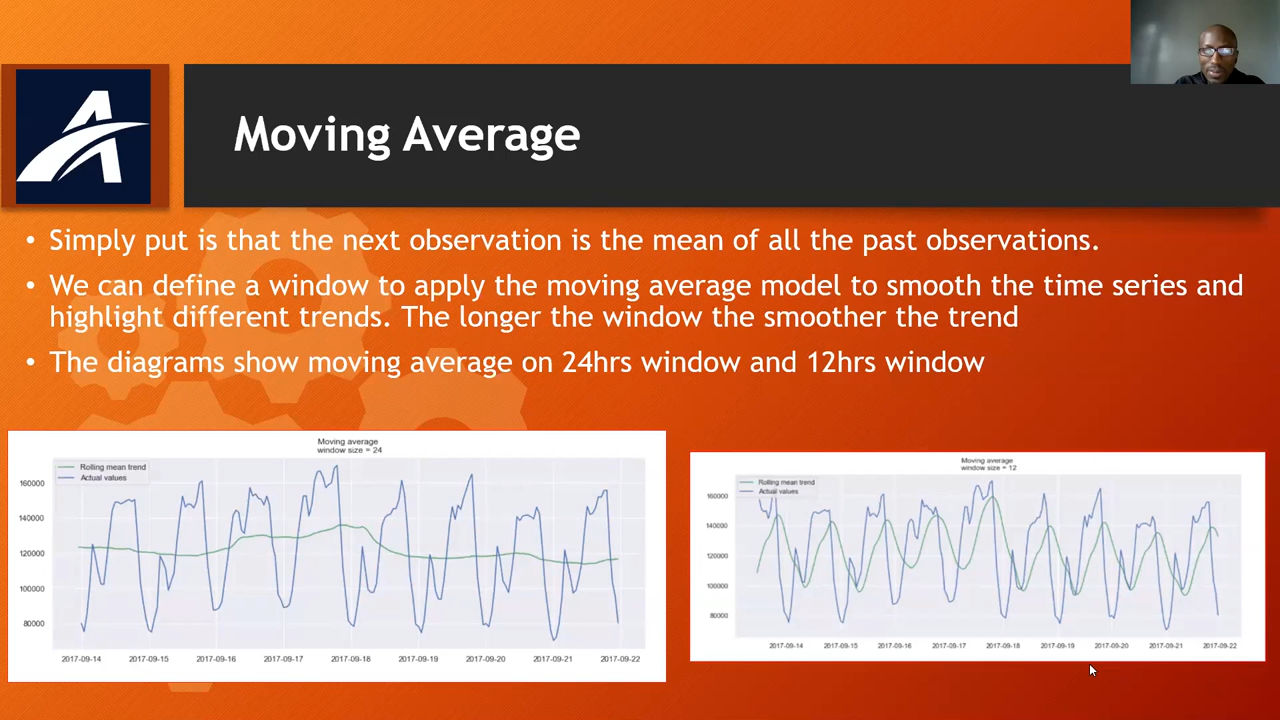 Moving Average
• Simply put is that the next observation is the mean of all the past observations.
• We can define a window to apply the moving average model to smooth the time series and
highlight different trends. The longer the window the smoother the trend
• The diagrams show moving average on 24hrs window and 12hrs window
Moving average
window size = 24
Rolling mean trend
Actual values
160000
140000
120000
100000
80000
2017-09-14 2017-09-15 2017-09-16 2017-09-17 2017-09-18 2017-09-19 2017-09-20 2017-09-21 2017-09-22
Moving average
window size = 12
Rolling mean trend
Actual values
160000
140000
120000
100000
80000
2017-09-14 2017-09-15 2017-09-16 2017-09-17 2017-09-18 2017-09-19 2017-09-20 2017-09-21 2017-09-22